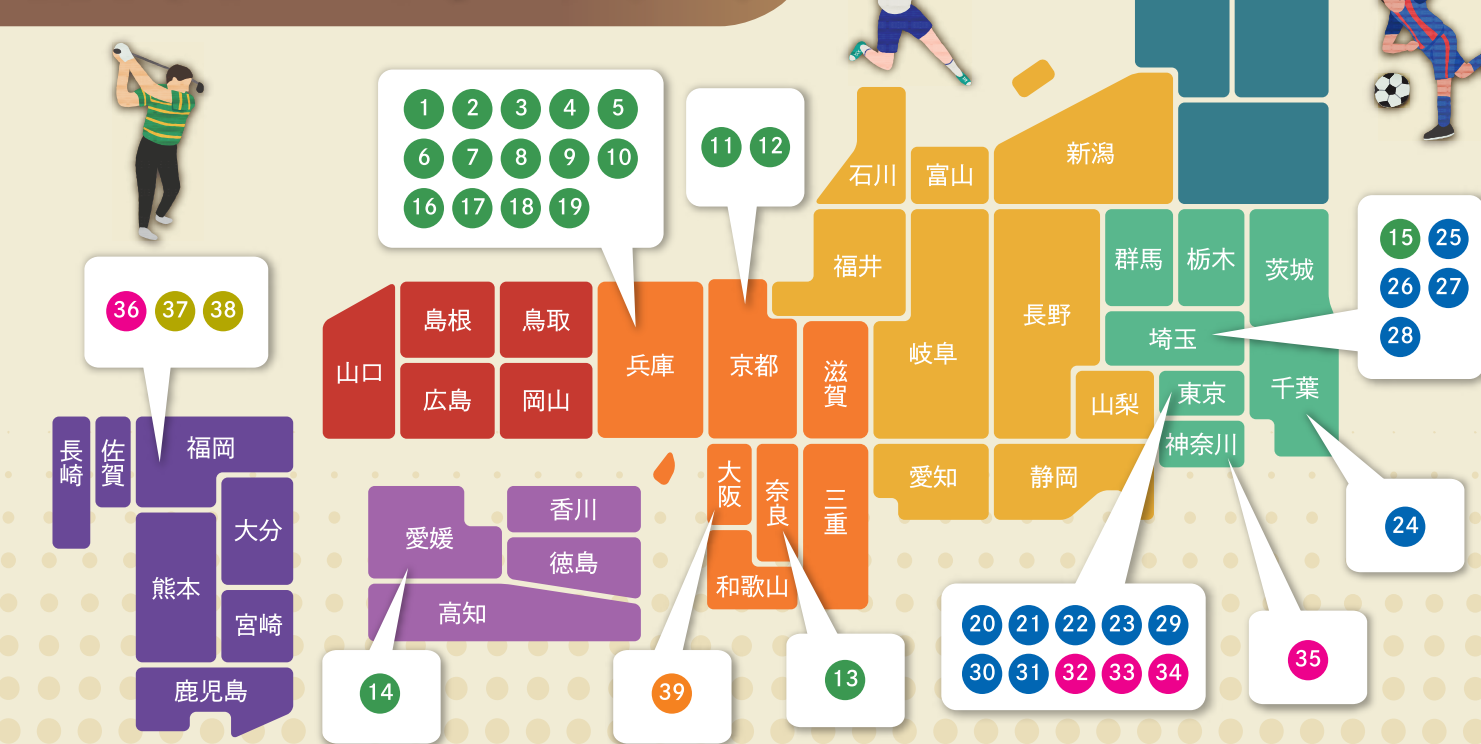 1 2 3 4 5
6 7 8 9 10
16 17 18 19
11 12
石川
富山
新潟
福井
群馬
栃木
茨城
15 25
26 27
28
36 37 38
山口
島根
鳥取
広島
岡山
兵庫
京都
滋賀
岐阜
長野
埼玉
山梨
東京
千葉
神奈川
長崎
佐賀
福岡
大分
熊本
宮崎
鹿児島
愛媛
香川
徳島
高知
大阪
奈良
三重
和歌山
愛知
静岡
24
14
39
13
20 21 22 23 29
30 31 32 33 34
35